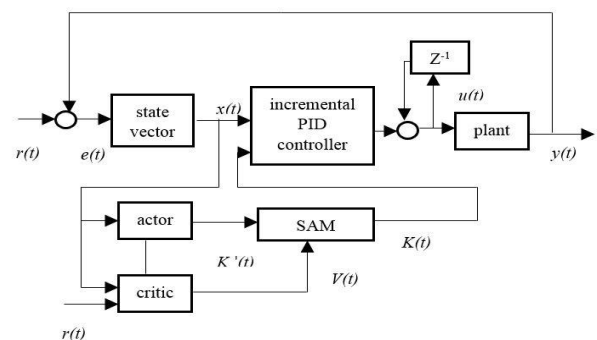 Z-1
u(t)
state
vector
x(t)
incremental
PID
controller
plant
r(t)
e(t)
y(t)
actor
SAM
K(t)
K '(t)
V(t)
critic
r(t)